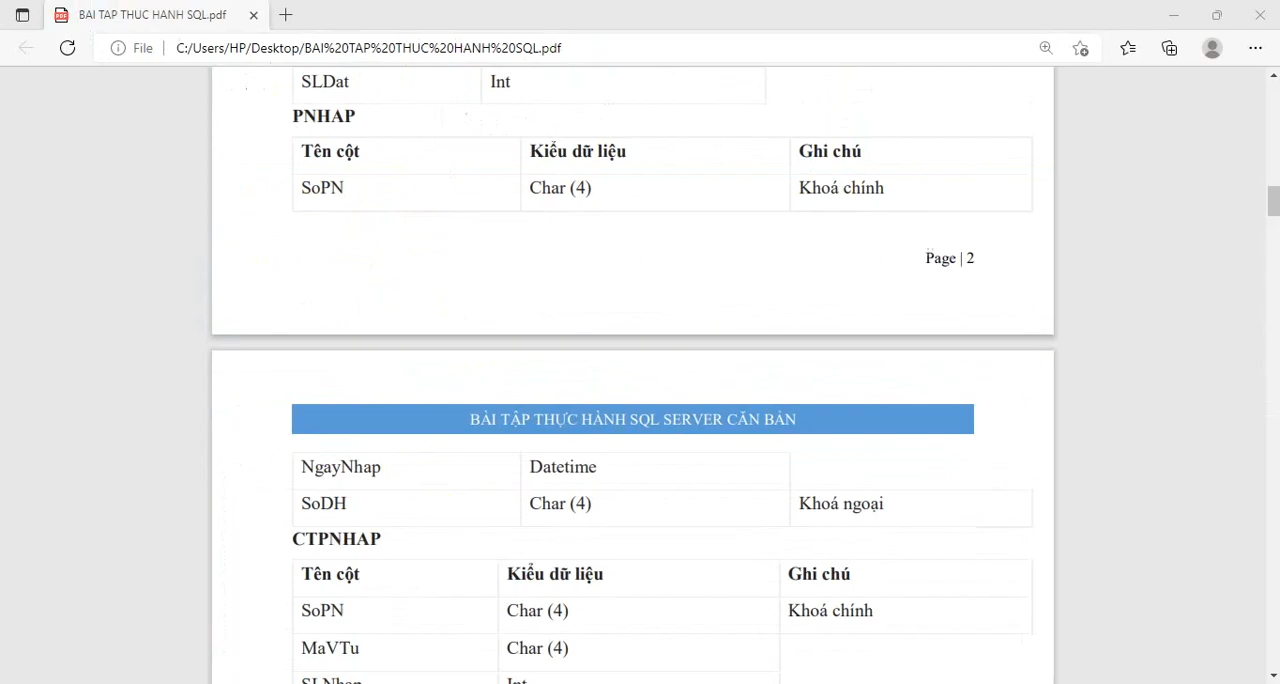 BAI TAP THUC HANH SQL.pdf
File C:/Users/HP/Desktop/BAI%20TAP%20THUC%20HANH%20SQL.pdf
SLDat Int
PNHAP
Tên cột Kiểu dữ liệu Ghi chú
SoPN Char (4) Khoá chính
Page | 2
BÀI TẬP THỰC HÀNH SQL SERVER CĂN BẢN
NgayNhap Datetime
SoDH Char (4) Khoá ngoại
CTPNHAP
Tên cột Kiểu dữ liệu Ghi chú
SoPN Char (4) Khoá chính
MaVTu Char (4)
SLNhap Int